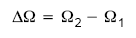 ΔΩ = Ω₂ − Ω₁